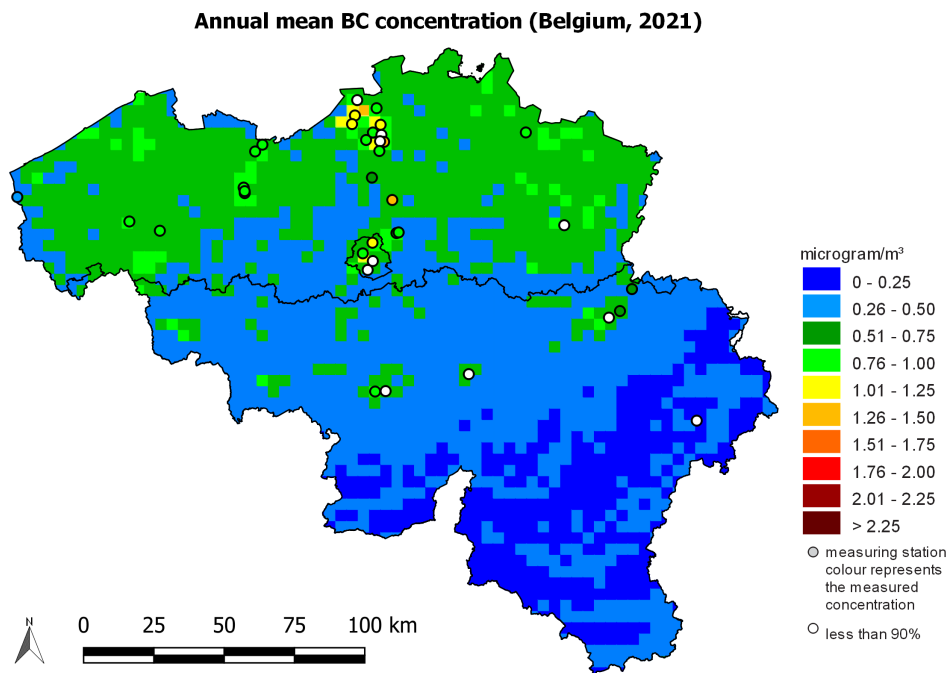 Annual mean BC concentration (Belgium, 2021)
microgram/m³
0 - 0.25
0.26 - 0.50
0.51 - 0.75
0.76 - 1.00
1.01 - 1.25
1.26 - 1.50
1.51 - 1.75
1.76 - 2.00
2.01 - 2.25
> 2.25
measuring station
colour represents
the measured
concentration
less than 90%
N
0 25 50 75 100 km